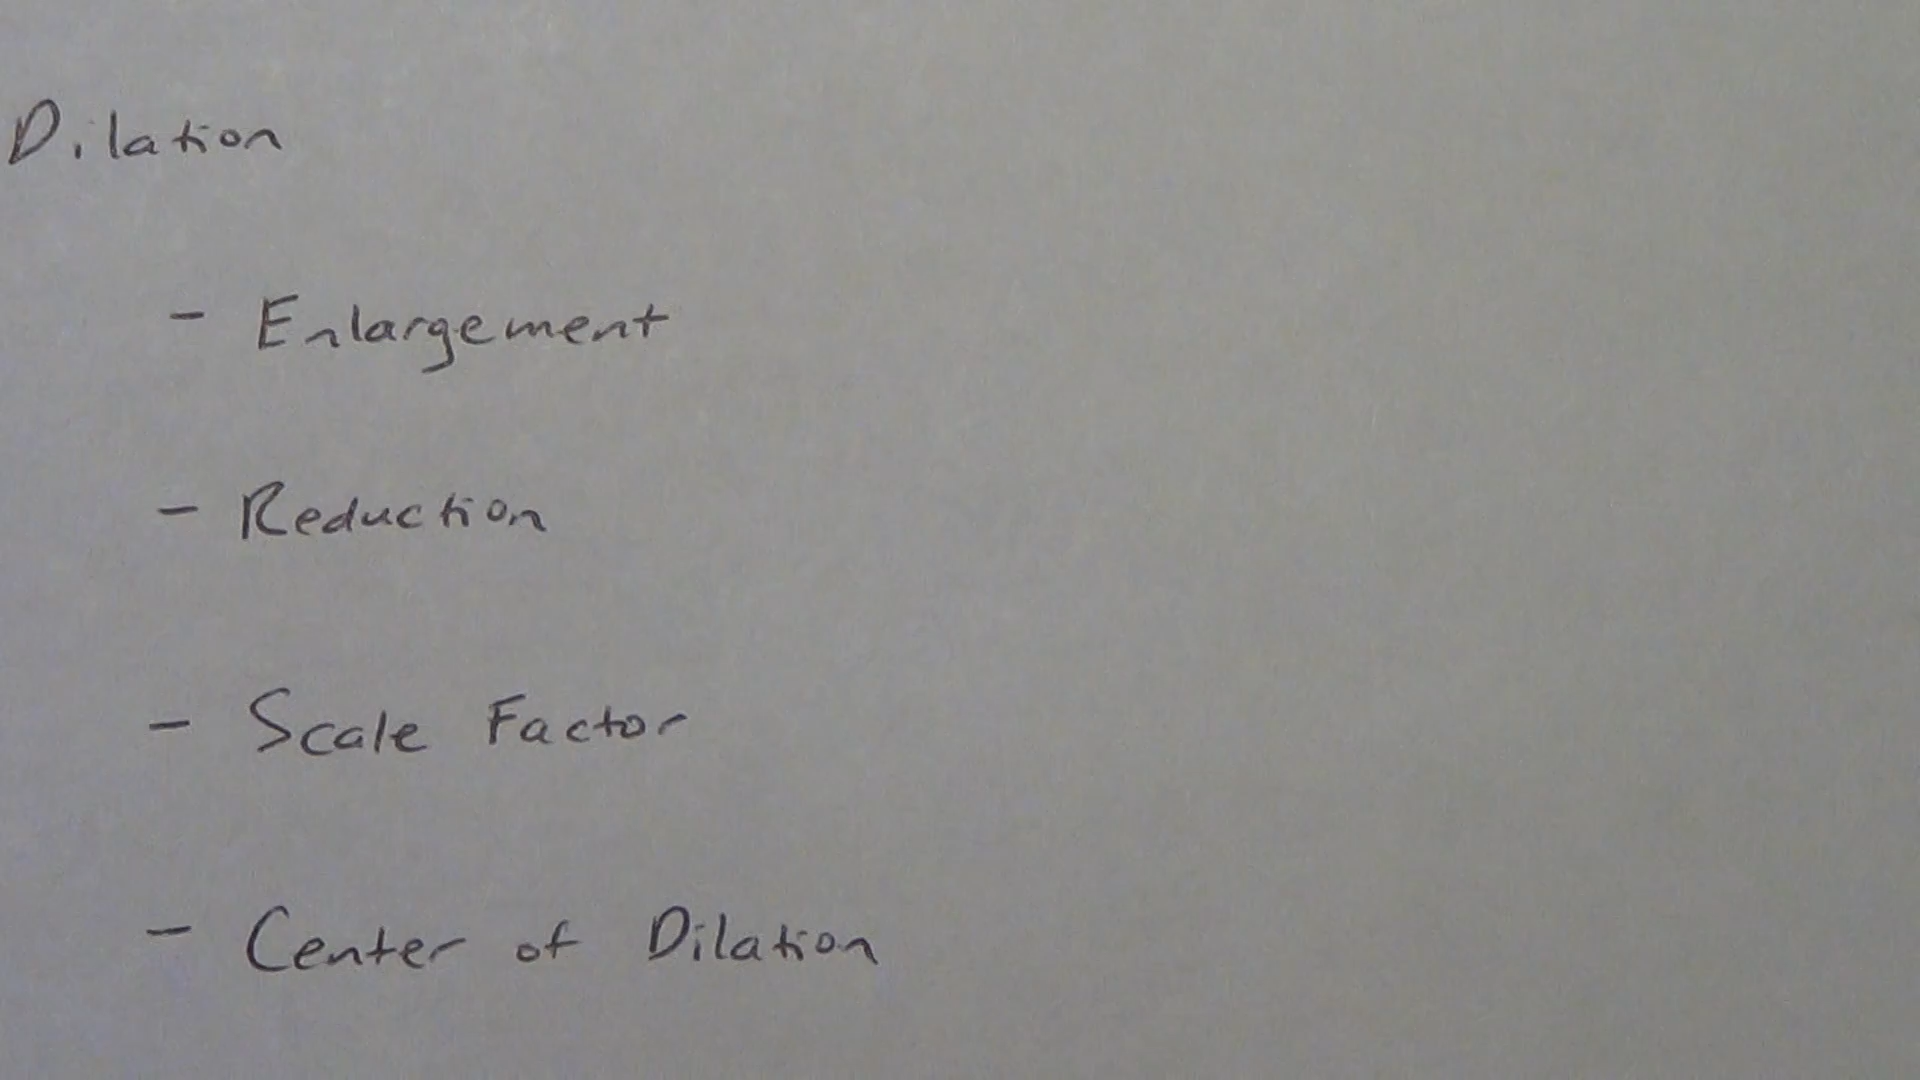 Dilation
- Enlargement
- Reduction
- Scale Factor
- Center of Dilation